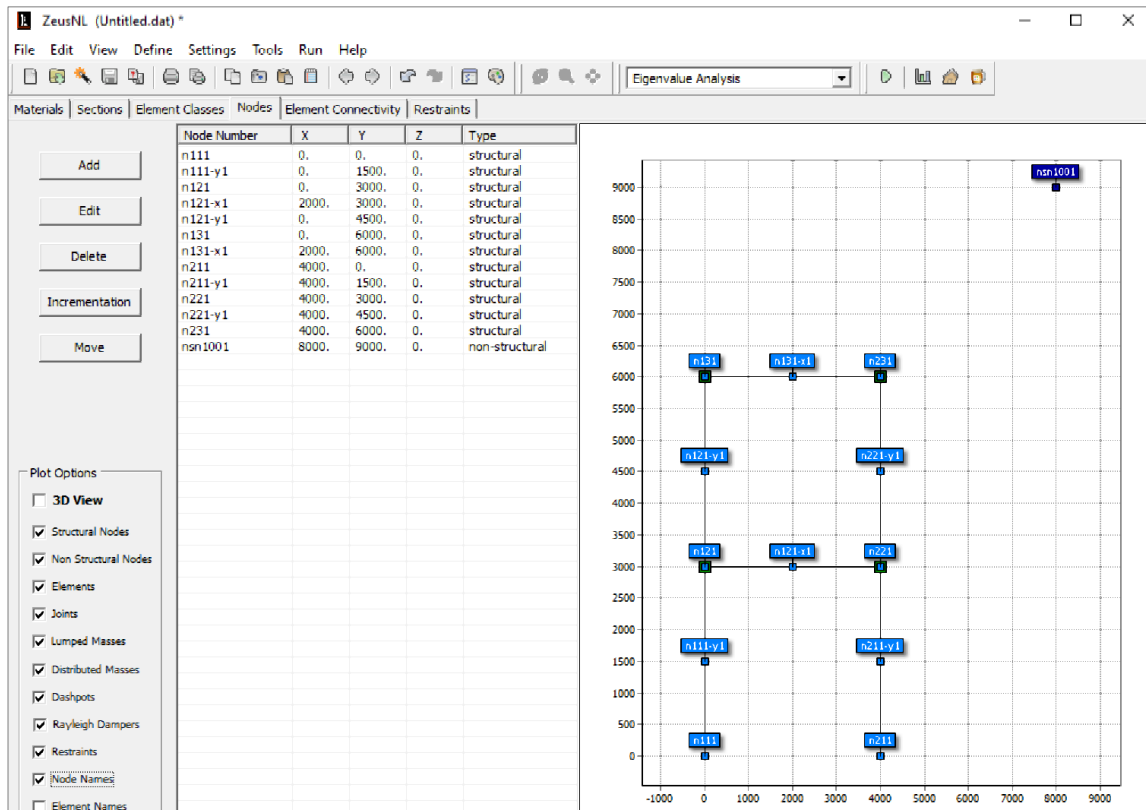 ZeusNL (Untitled.dat) *
File Edit View Define Settings Tools Run Help
Eigenvalue Analysis
Materials Sections Element Classes Nodes Element Connectivity Restraints
Add
Edit
Delete
Incrementation
Move
Plot Options
3D View
Structural Nodes
Non Structural Nodes
Elements
Joints
Lumped Masses
Distributed Masses
Dashpots
Rayleigh Dampers
Restraints
Node Names
Element Names
Node Number X Y Z Type
n111 0. 0. 0. structural
n111-y1 0. 1500. 0. structural
n121 0. 3000. 0. structural
n121-x1 2000. 3000. 0. structural
n121-y1 0. 4500. 0. structural
n131 0. 6000. 0. structural
n131-x1 2000. 6000. 0. structural
n211 4000. 0. 0. structural
n211-y1 4000. 1500. 0. structural
n221 4000. 3000. 0. structural
n221-y1 4000. 4500. 0. structural
n231 4000. 6000. 0. structural
nsn1001 8000. 9000. 0. non-structural
nsn1001
9000
8500
8000
7500
7000
6500
n131 n131-x1 n231
6000
5500
5000
n121-y1 n221-y1
4500
4000
3500
n121 n121-x1 n221
3000
2500
2000
n111-y1 n211-y1
1500
1000
500
n111 n211
0
-1000 0 1000 2000 3000 4000 5000 6000 7000 8000 9000